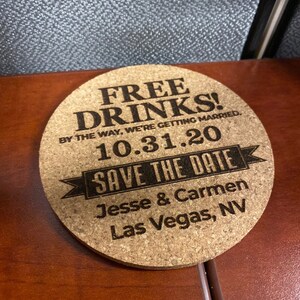 FREE
DRINKS!
BY THE WAY, WE'RE GETTING MARRIED.
10.31.20
SAVE THE DATE
Jesse & Carmen
Las Vegas, NV